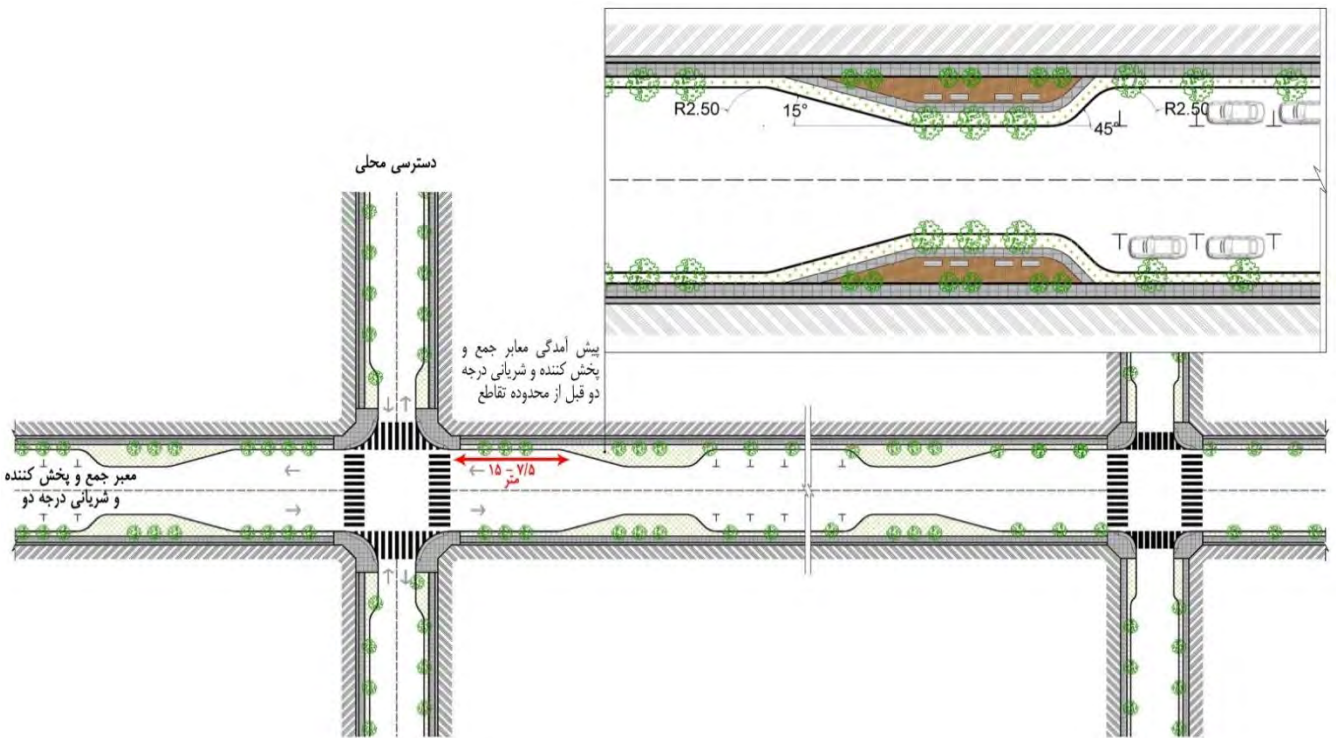 R2.50
15°
45°
R2.50
دسترسی محلی
پیش آمدگی معابر جمع و
پخش کننده و شریانی درجه
دو قبل از محدوده تقاطع
۷/۵ – ۱۵
متر
معبر جمع و پخش کننده
و شریانی درجه دو